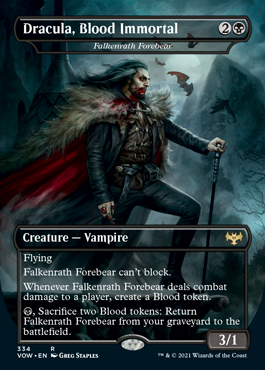 Dracula, Blood Immortal 2
Falkenrath Forebear
Creature — Vampire
Flying
Falkenrath Forebear can't block.
Whenever Falkenrath Forebear deals combat
damage to a player, create a Blood token.
, Sacrifice two Blood tokens: Return
Falkenrath Forebear from your graveyard to the
battlefield.
3/1
334 R
VOW • EN GREG STAPLES
™ & © 2021 Wizards of the Coast